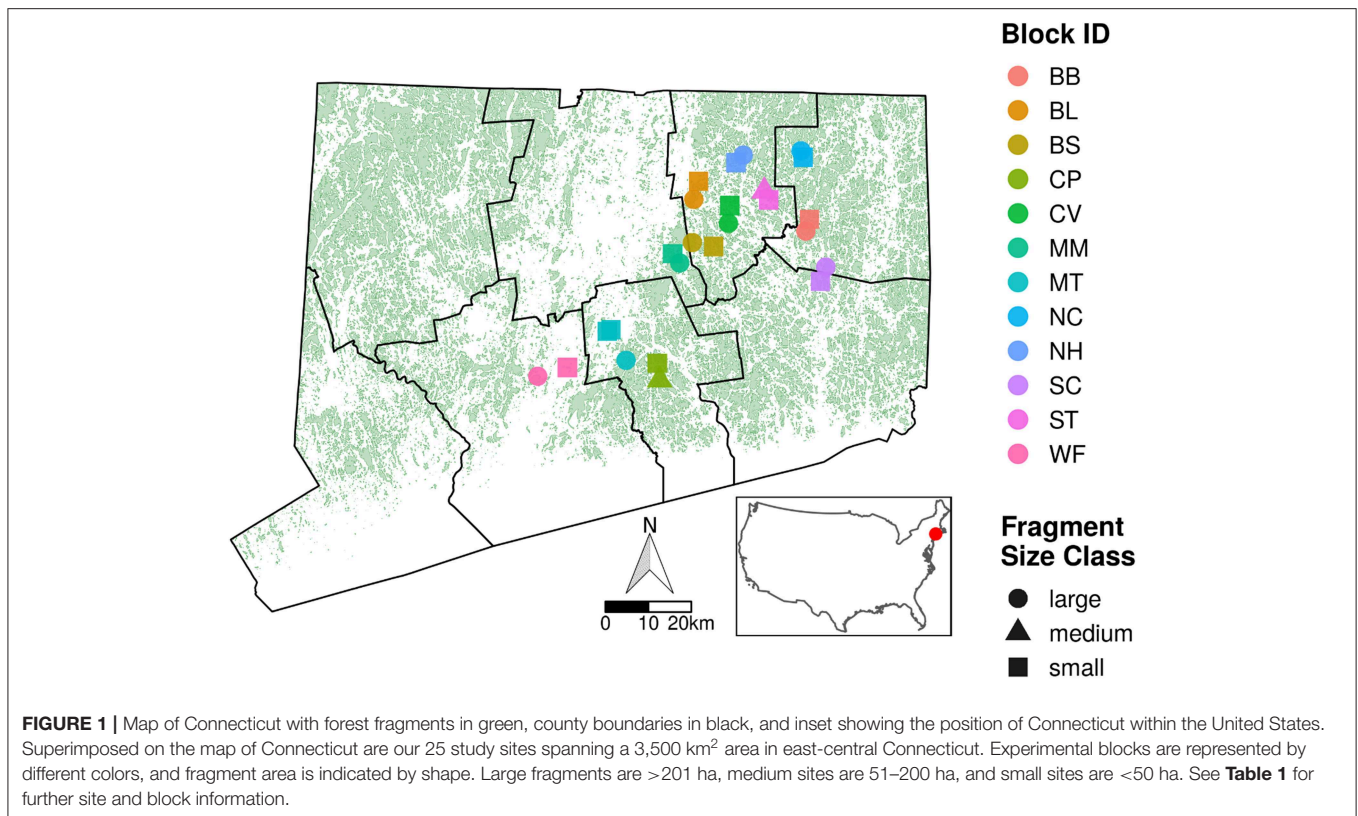 Block ID
BB
BL
BS
CP
CV
MM
MT
NC
NH
SC
ST
WF
Fragment
Size Class
large
medium
small
N
0 10 20km
FIGURE 1 | Map of Connecticut with forest fragments in green, county boundaries in black, and inset showing the position of Connecticut within the United States.
Superimposed on the map of Connecticut are our 25 study sites spanning a 3,500 km² area in east-central Connecticut. Experimental blocks are represented by
different colors, and fragment area is indicated by shape. Large fragments are >201 ha, medium sites are 51–200 ha, and small sites are <50 ha. See Table 1 for
further site and block information.